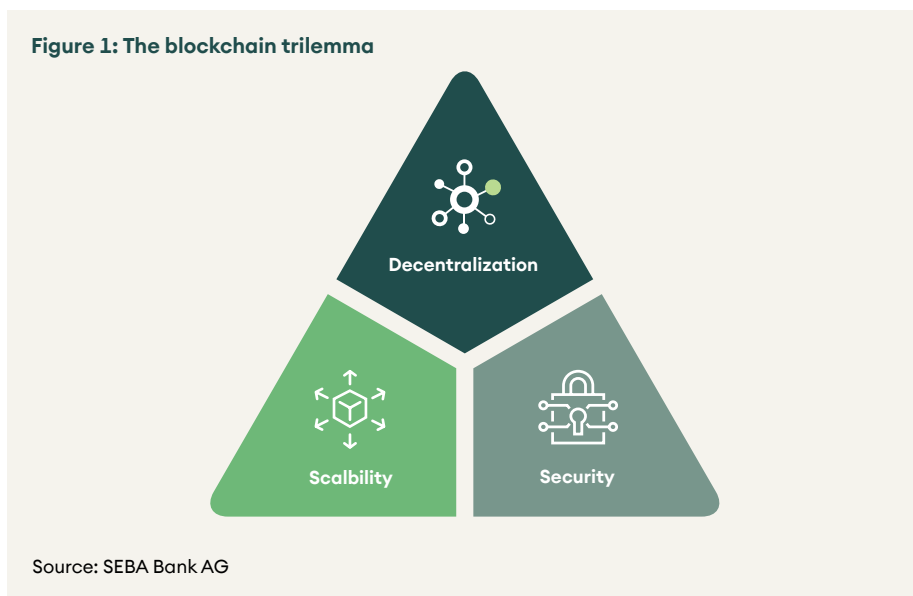 Figure 1: The blockchain trilemma
Decentralization
Scalbility
Security
Source: SEBA Bank AG